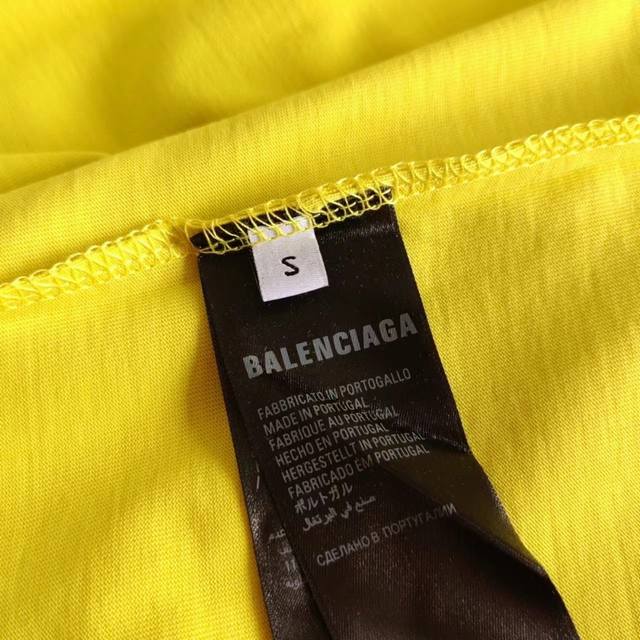 S
BALENCIAGA
FABBRICATO IN PORTOGALLO
MADE IN PORTUGAL
FABRIQUE AU PORTUGAL
HECHO EN PORTUGAL
HERGESTELLT IN PORTUGAL
FABRICADO EM PORTUGAL
ポルトガル
صنع في البرتغال
СДЕЛАНО В ПОРТУГАЛИИ